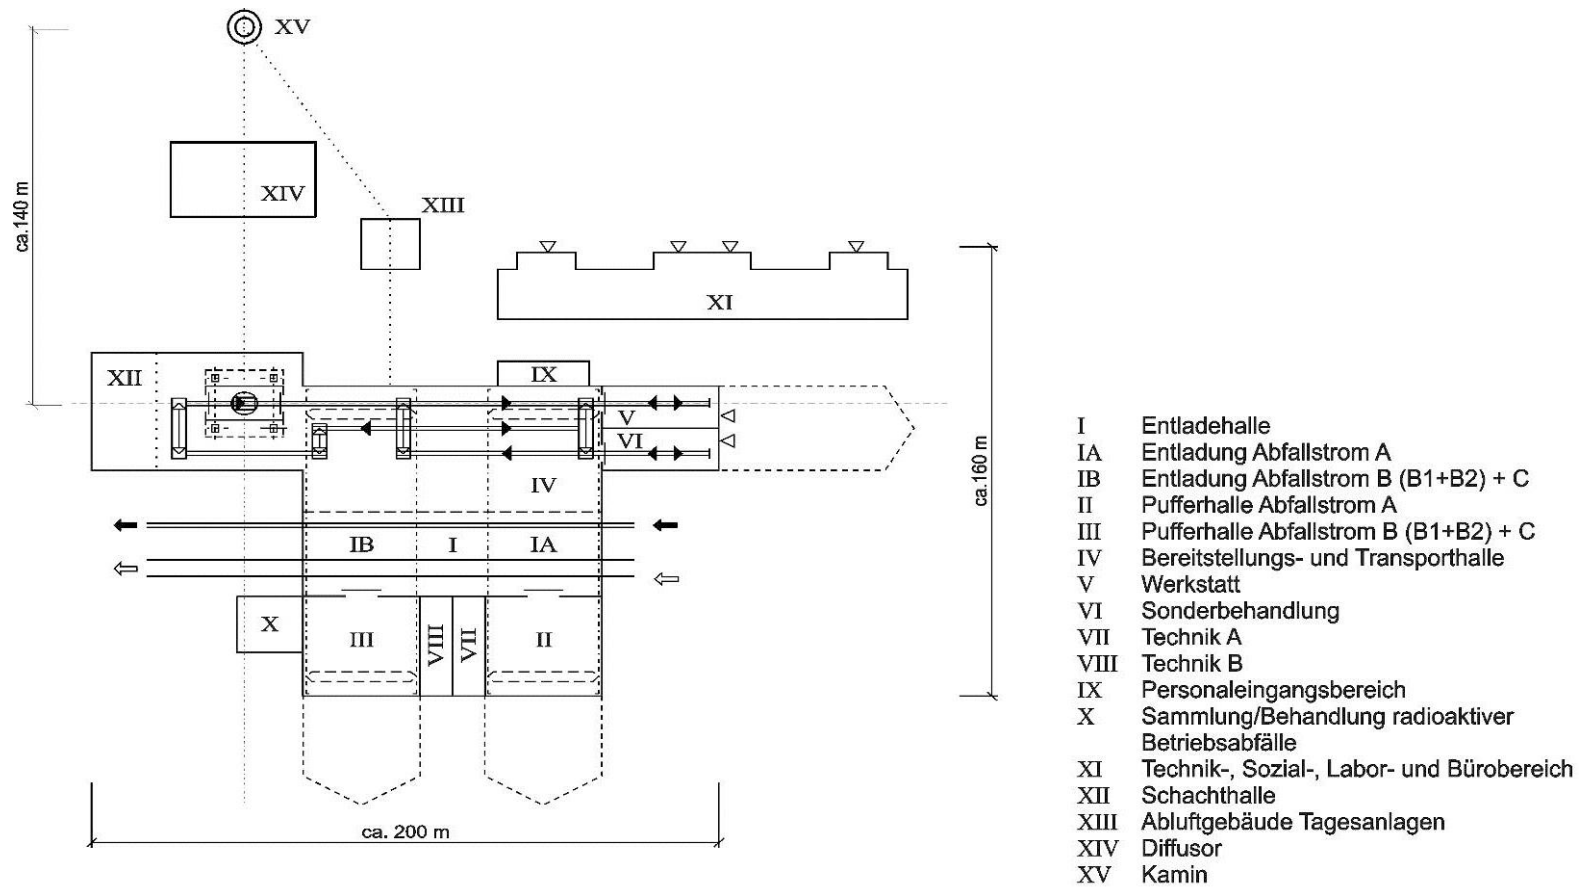 XV
XIV
XIII
ca.140 m
XI
XII
IX
V
VI
IV
ca.160 m
IB I IA
X III VIII VII II
ca. 200 m
I Entladehalle
IA Entladung Abfallstrom A
IB Entladung Abfallstrom B (B1+B2) + C
II Pufferhalle Abfallstrom A
III Pufferhalle Abfallstrom B (B1+B2) + C
IV Bereitstellungs- und Transporthalle
V Werkstatt
VI Sonderbehandlung
VII Technik A
VIII Technik B
IX Personaleingangsbereich
X Sammlung/Behandlung radioaktiver
Betriebsabfälle
XI Technik-, Sozial-, Labor- und Bürobereich
XII Schachthalle
XIII Abluftgebäude Tagesanlagen
XIV Diffusor
XV Kamin